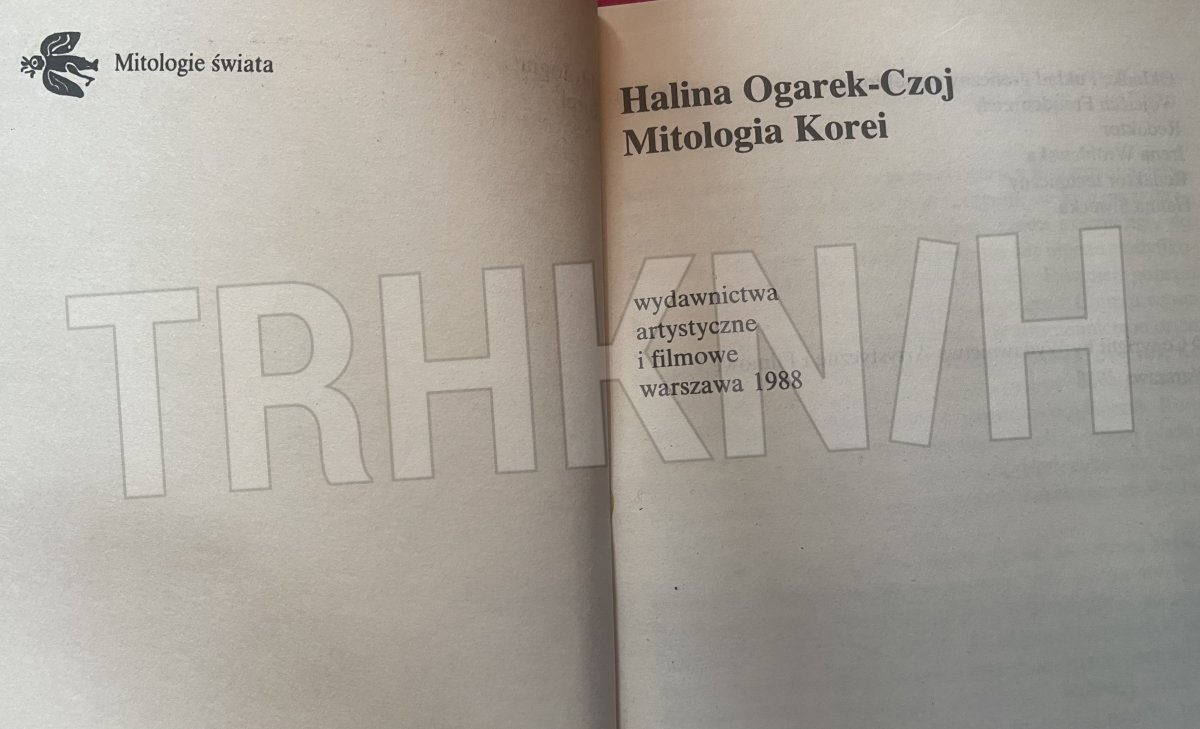 Mitologie świata
Halina Ogarek-Czoj
Mitologia Korei
wydawnictwa
artystyczne
i filmowe
warszawa 1988
TRHKN/H